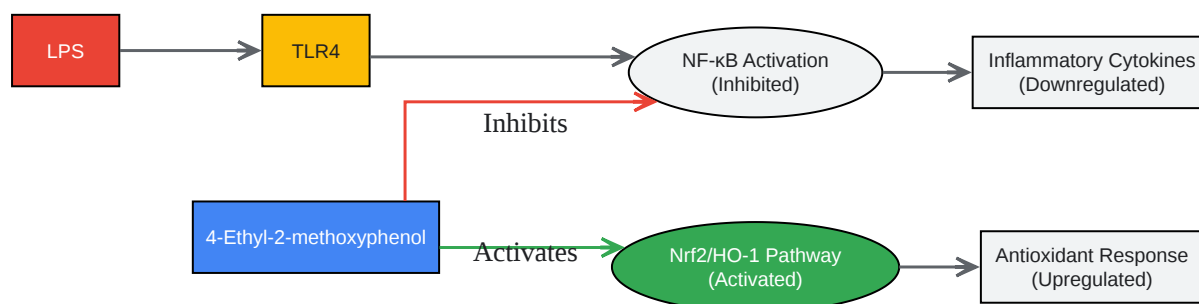 LPS
TLR4
NF-κB Activation
(Inhibited)
Inflammatory Cytokines
(Downregulated)
Inhibits
4-Ethyl-2-methoxyphenol
Activates
Nrf2/HO-1 Pathway
(Activated)
Antioxidant Response
(Upregulated)